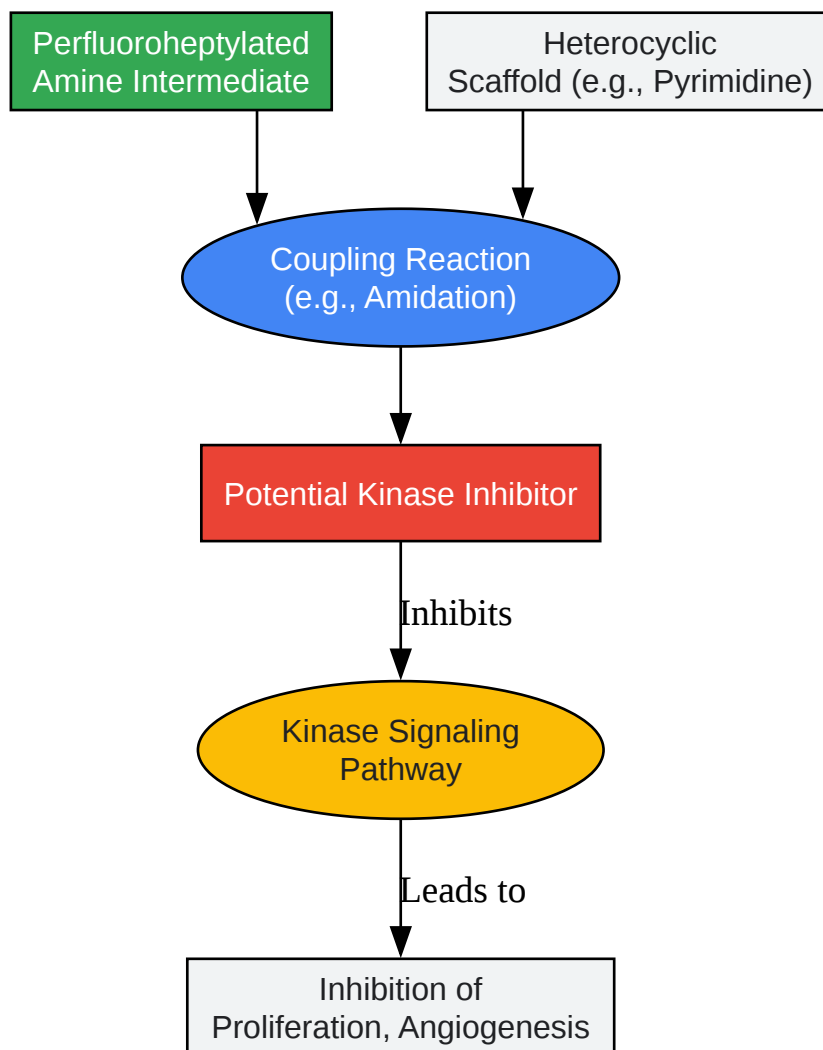 Perfluoroheptylated
Amine Intermediate
Heterocyclic
Scaffold (e.g., Pyrimidine)
Coupling Reaction
(e.g., Amidation)
Potential Kinase Inhibitor
Inhibits
Kinase Signaling
Pathway
Leads to
Inhibition of
Proliferation, Angiogenesis